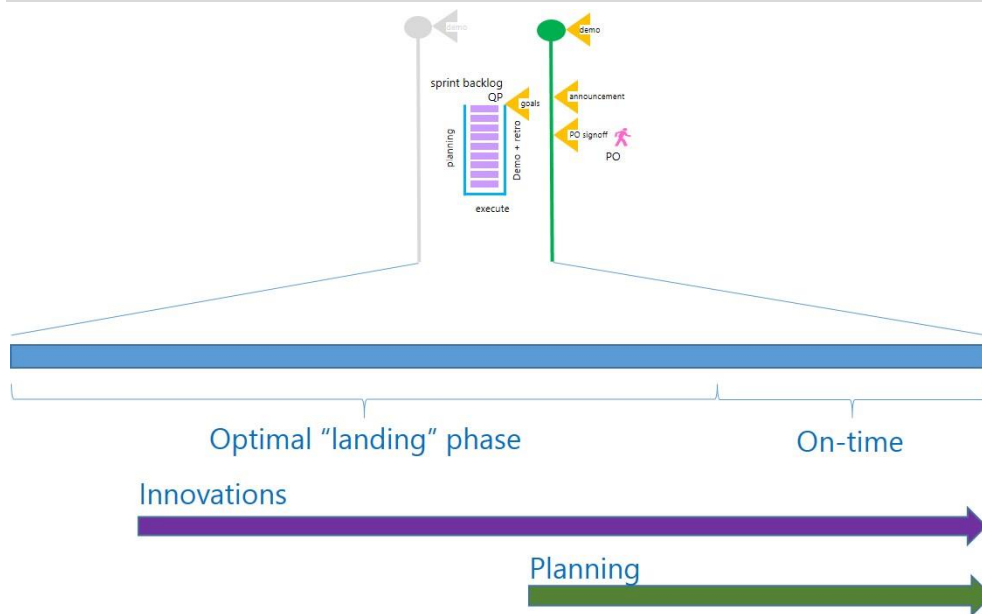 demo
demo
sprint backlog
QP
goals
announcement
planning
Demo + retro
PO signoff
PO
execute
Optimal “landing” phase
On-time
Innovations
Planning